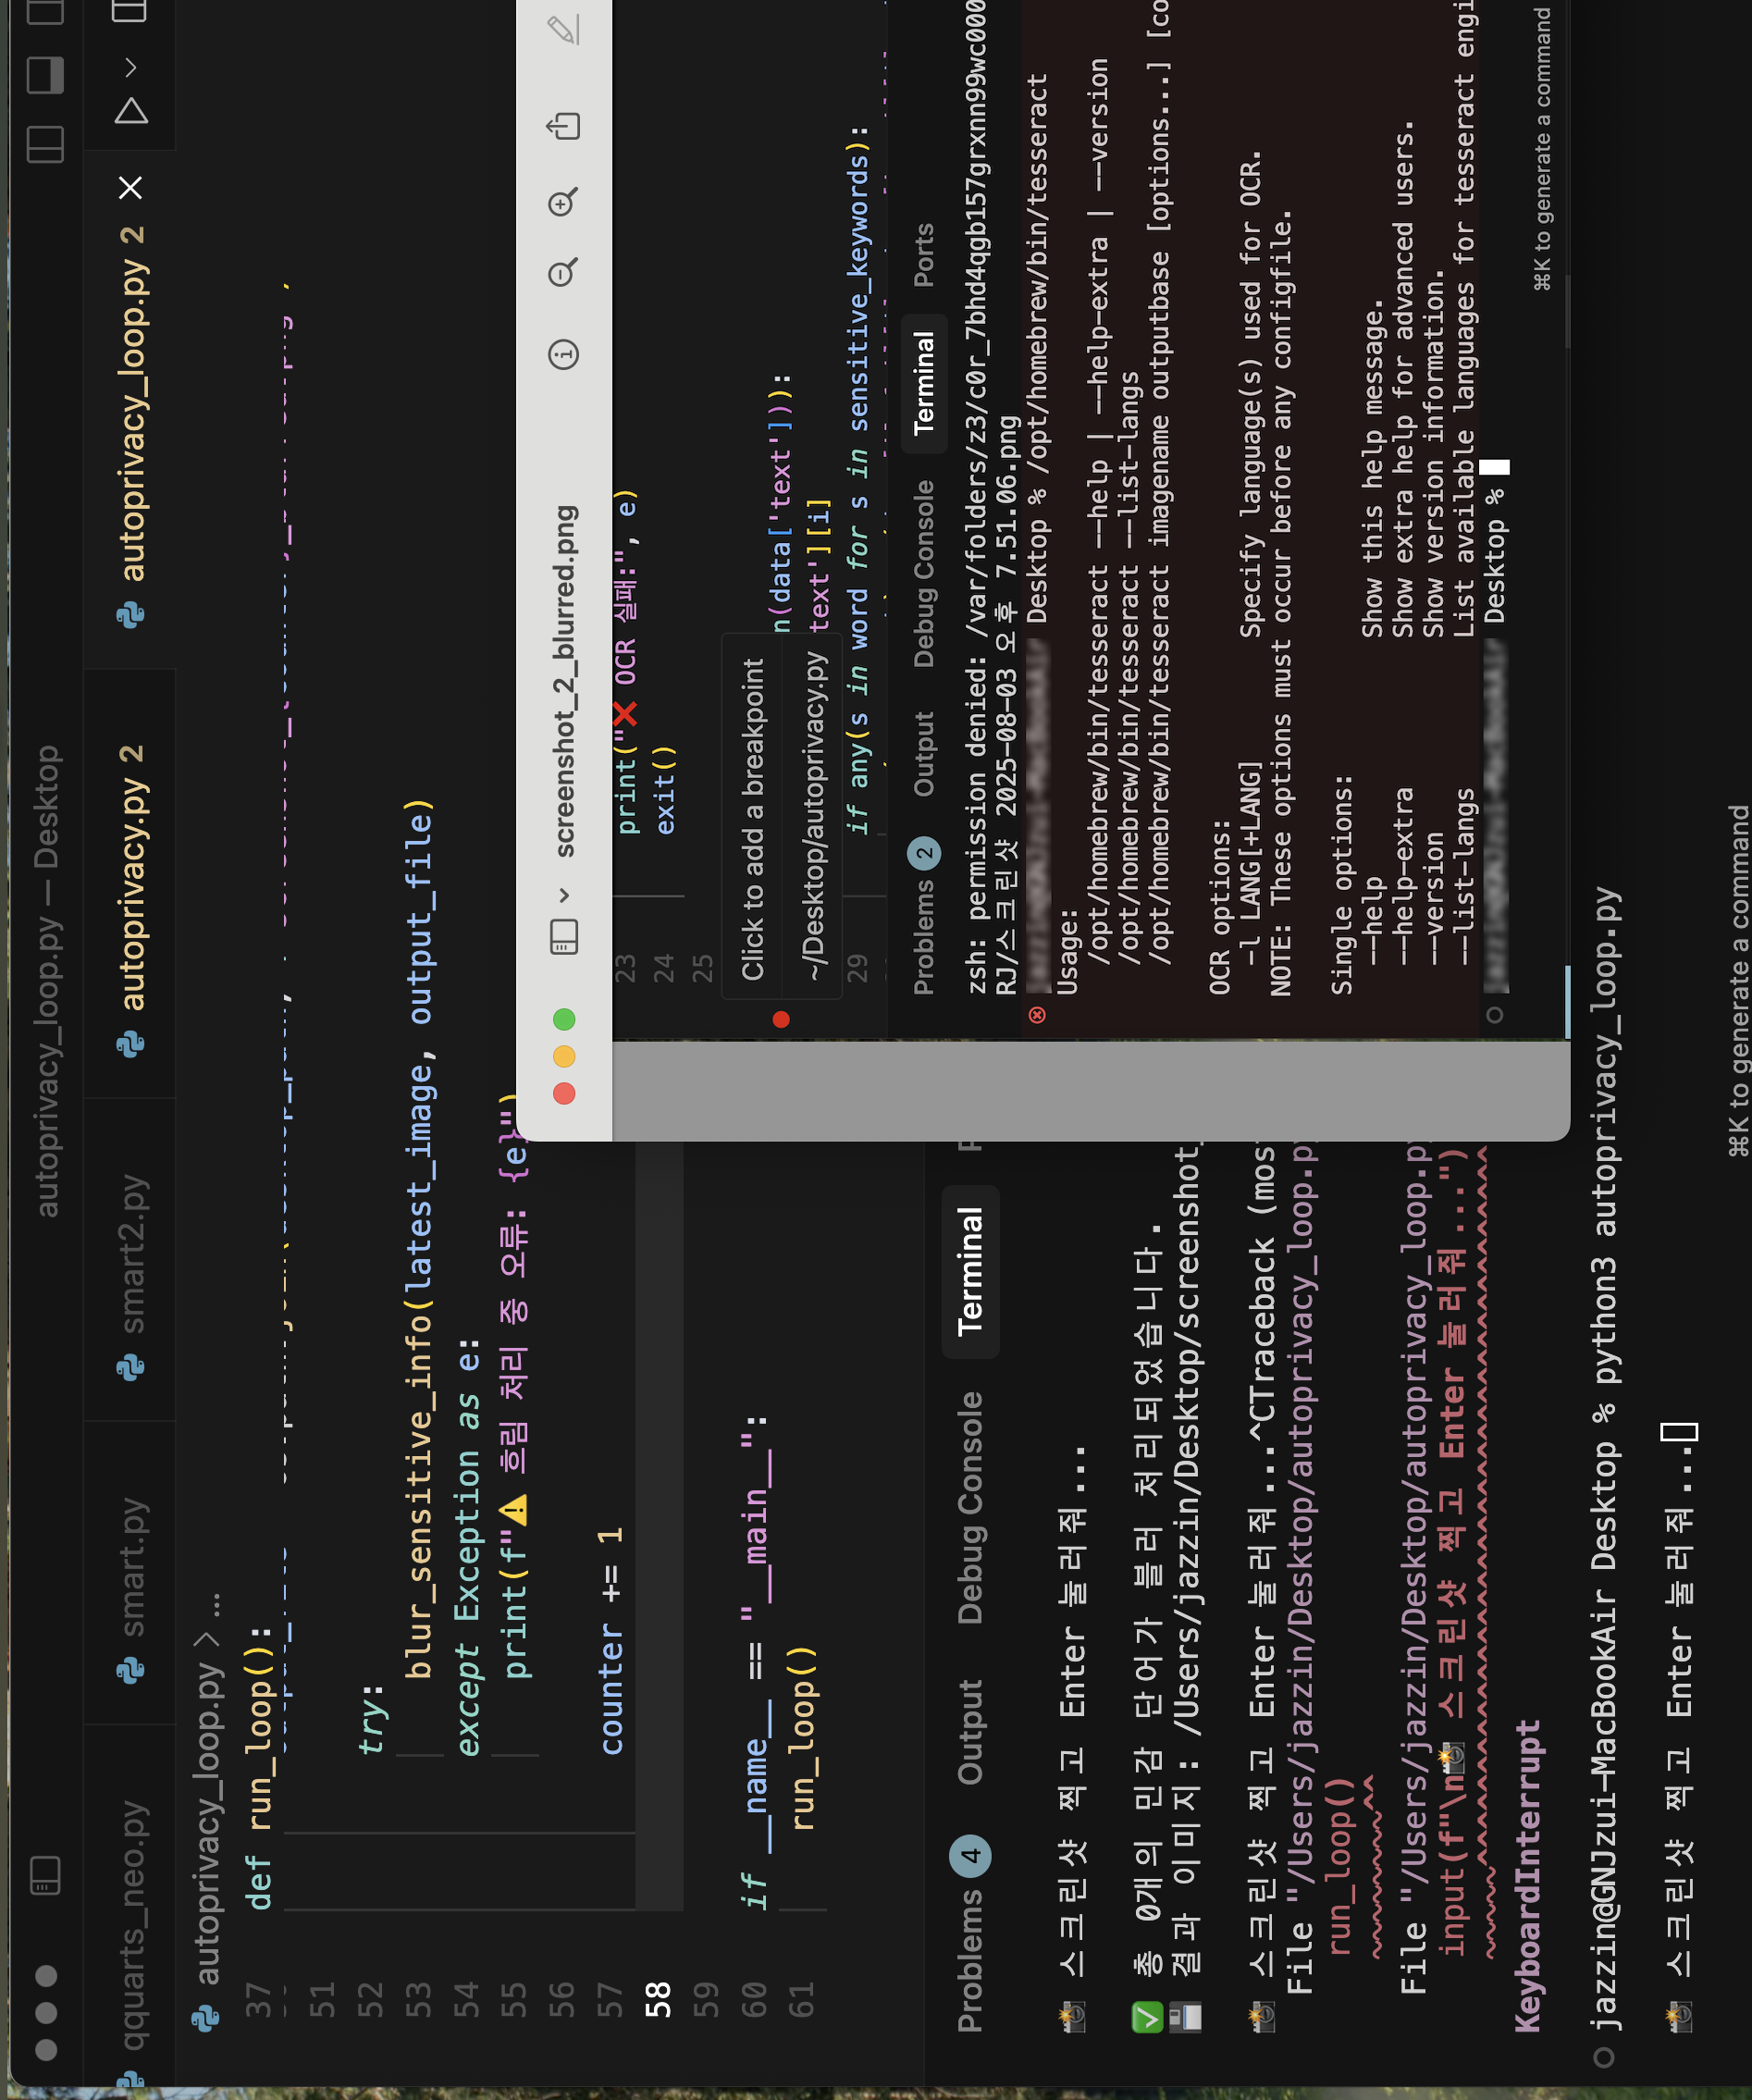 autoprivacy_loop.py — Desktop
qquarts_neo.py
smart.py
smart2.py
autoprivacy.py 2
autoprivacy_loop.py 2
autoprivacy_loop.py > ...
37 def run_loop():
51
52 try:
53 blur_sensitive_info(latest_image, output_file)
54 except Exception as e:
55 print(f"⚠️ 흐림 처리 중 오류: {e}")
56
57 counter += 1
58
59
60 if __name__ == "__main__":
61 run_loop()
Problems 4 Output Debug Console Terminal
📸 스크린샷 찍고 Enter 눌러줘...
✅ 총 0개의 민감 단어가 블러 처리되었습니다.
💾 결과 이미지: /Users/jazzin/Desktop/screenshot_
📸 스크린샷 찍고 Enter 눌러줘...^CTraceback (mos
File "/Users/jazzin/Desktop/autoprivacy_loop.p
run_loop()
~~~~~~~~^^
File "/Users/jazzin/Desktop/autoprivacy_loop.p
input(f"\n📸 스크린샷 찍고 Enter 눌러줘...")
KeyboardInterrupt
jazzin@GNJzui-MacBookAir Desktop % python3 autoprivacy_loop.py
📸 스크린샷 찍고 Enter 눌러줘...
⌘K to generate a command
screenshot_2_blurred.png
23 print("❌ OCR 실패:", e)
24 exit()
25
Click to add a breakpoint
n(data['text'])):
~/Desktop/autoprivacy.py
text'][i]
29 if any(s in word for s in sensitive_keywords):
Problems 2 Output Debug Console Terminal Ports
zsh: permission denied: /var/folders/z3/c0r_7bhd4qgb157grxnn99wc000
RJ/스크린샷 2025-08-03 오후 7.51.06.png
Desktop % /opt/homebrew/bin/tesseract
Usage:
/opt/homebrew/bin/tesseract --help | --help-extra | --version
/opt/homebrew/bin/tesseract --list-langs
/opt/homebrew/bin/tesseract imagename outputbase [options...] [co
OCR options:
-l LANG[+LANG] Specify language(s) used for OCR.
NOTE: These options must occur before any configfile.
Single options:
--help Show this help message.
--help-extra Show extra help for advanced users.
--version Show version information.
--list-langs List available languages for tesseract engi
Desktop %
⌘K to generate a command